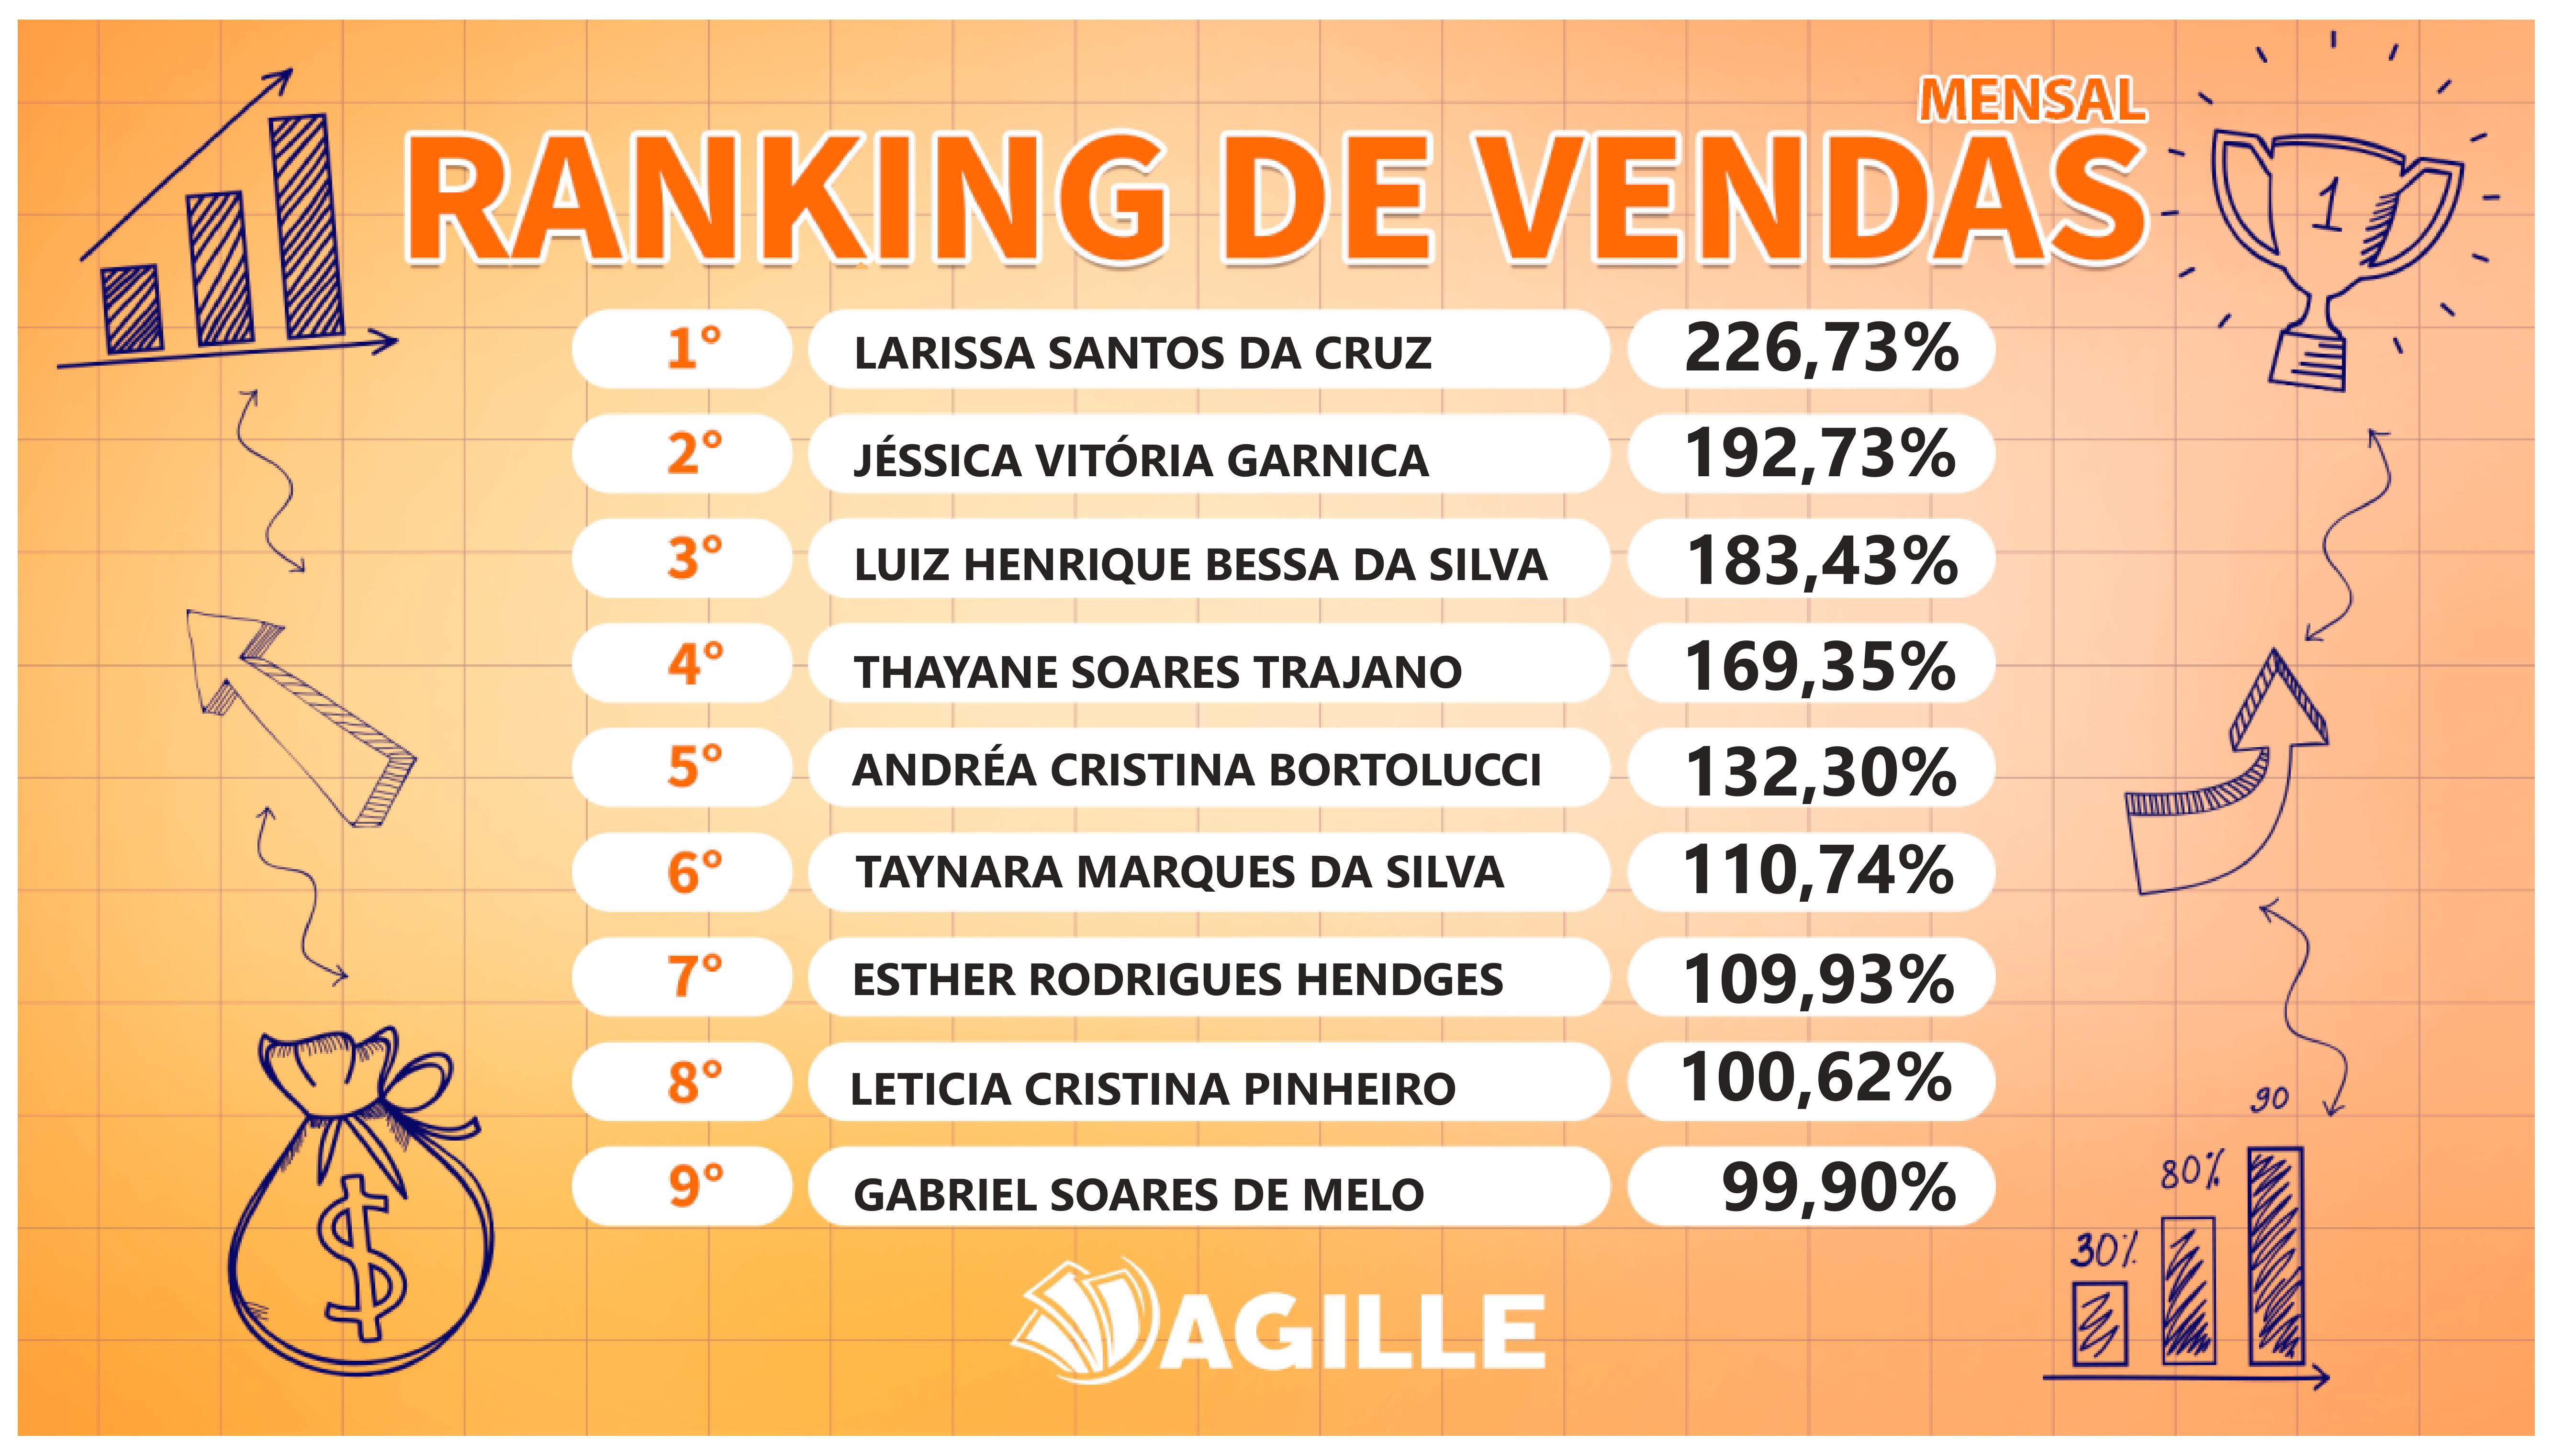 MENSAL
RANKING DE VENDAS
1
1° LARISSA SANTOS DA CRUZ 226,73%
2° JÉSSICA VITÓRIA GARNICA 192,73%
3° LUIZ HENRIQUE BESSA DA SILVA 183,43%
4° THAYANE SOARES TRAJANO 169,35%
5° ANDRÉA CRISTINA BORTOLUCCI 132,30%
6° TAYNARA MARQUES DA SILVA 110,74%
7° ESTHER RODRIGUES HENDGES 109,93%
8° LETICIA CRISTINA PINHEIRO 100,62%
9° GABRIEL SOARES DE MELO 99,90%
$
90
80%
30%
AGILLE